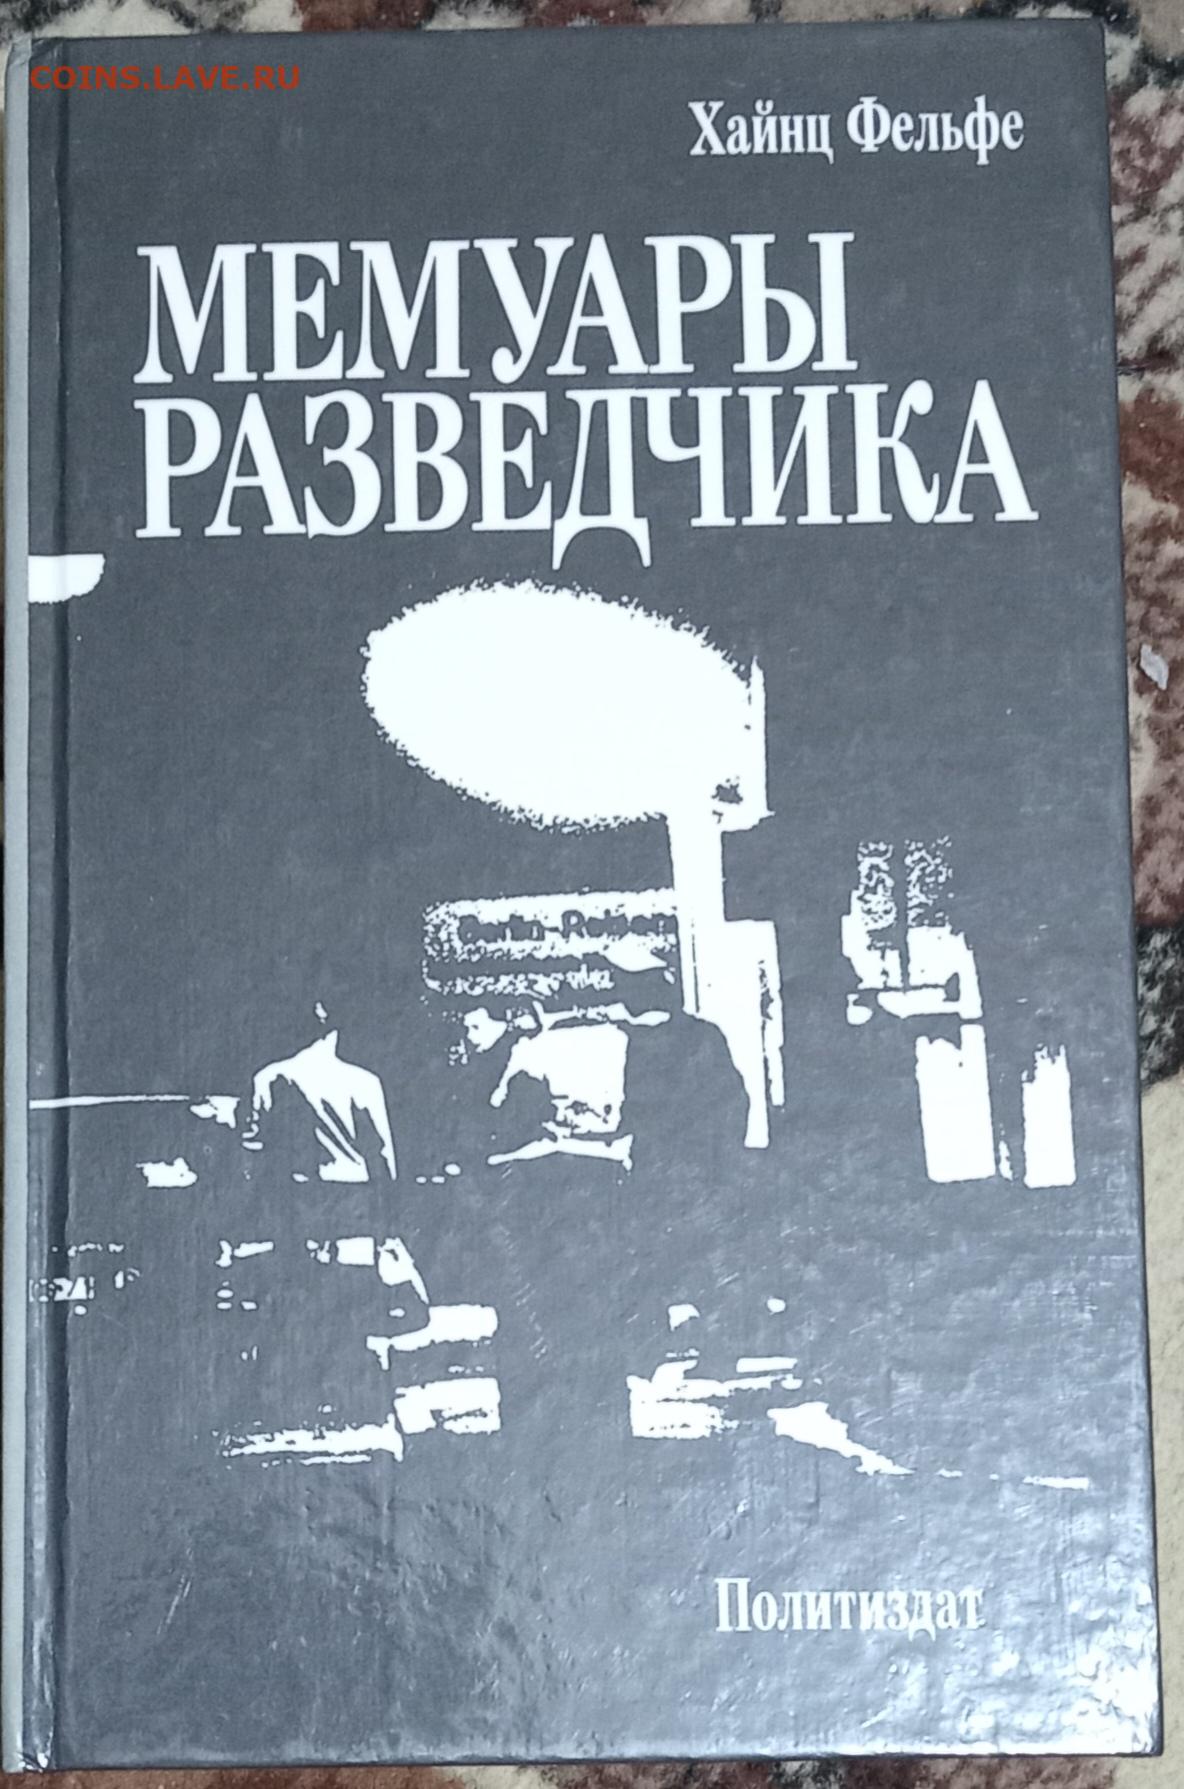 COINS.LAVE.RU
Хайнц Фельфе
МЕМУАРЫ
РАЗВЕДЧИКА
Политиздат